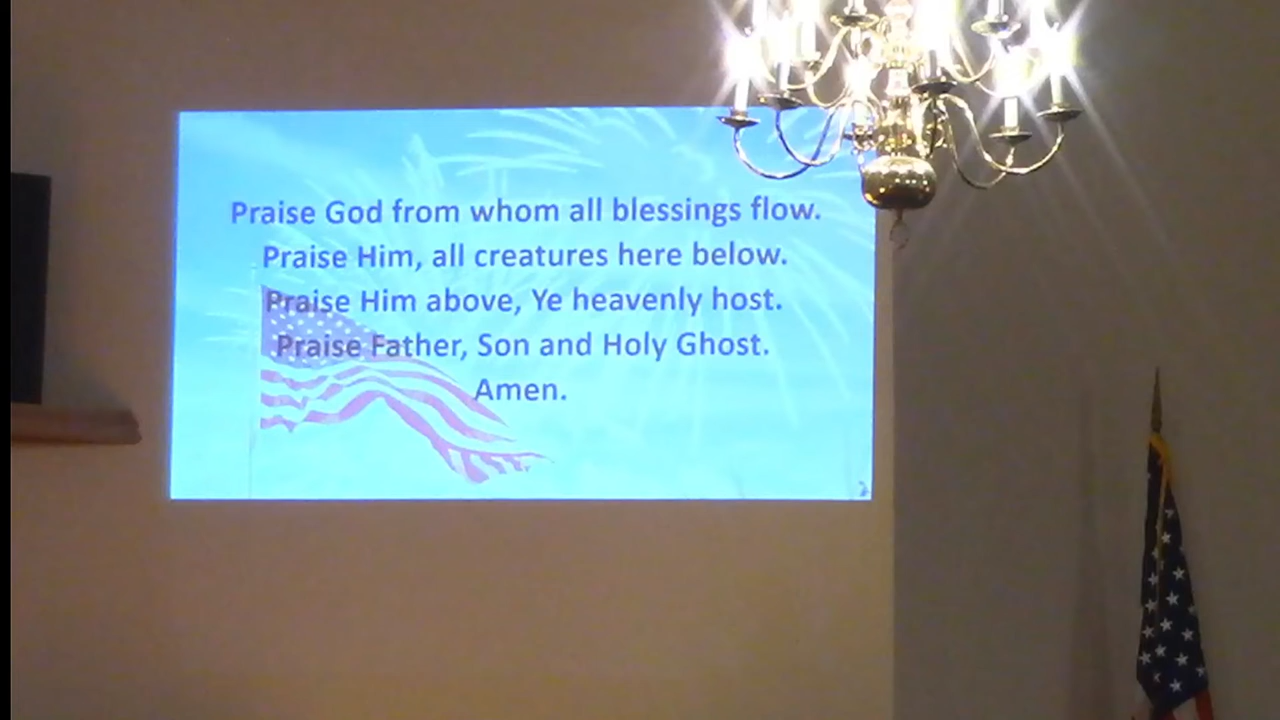 Praise God from whom all blessings flow.
Praise Him, all creatures here below.
Praise Him above, Ye heavenly host.
Praise Father, Son and Holy Ghost.
Amen.